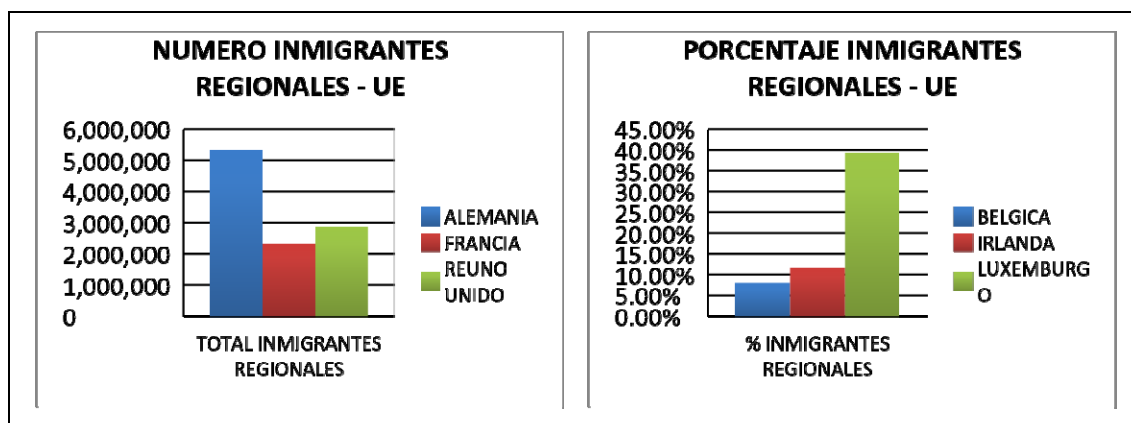 NUMERO INMIGRANTES
REGIONALES - UE
6,000,000
5,000,000
4,000,000
3,000,000
2,000,000
1,000,000
0
TOTAL INMIGRANTES
REGIONALES
ALEMANIA
FRANCIA
REUNO
UNIDO
PORCENTAJE INMIGRANTES
REGIONALES - UE
45.00%
40.00%
35.00%
30.00%
25.00%
20.00%
15.00%
10.00%
5.00%
0.00%
% INMIGRANTES
REGIONALES
BELGICA
IRLANDA
LUXEMBURG
O